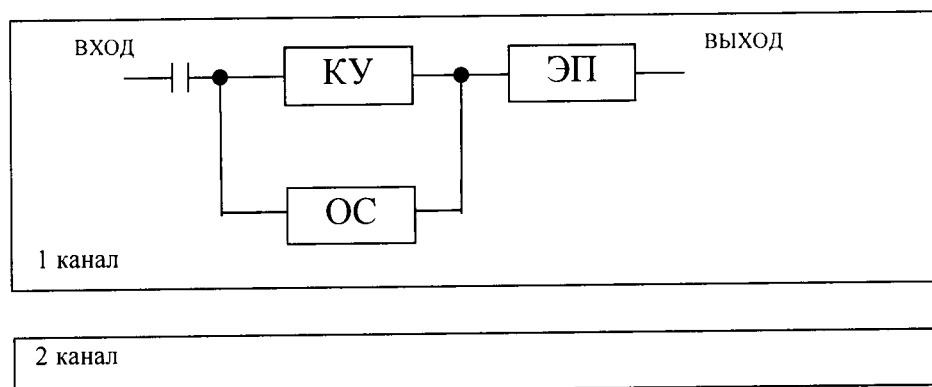 ВХОД
ВЫХОД
КУ
ЭП
ОС
1 канал
2 канал